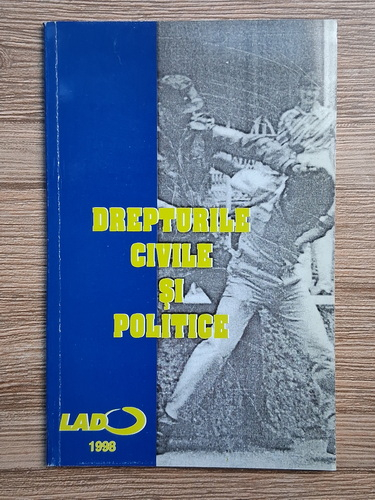 DREPTURILE
CIVILE
ȘI
POLITICE
LADO
1998